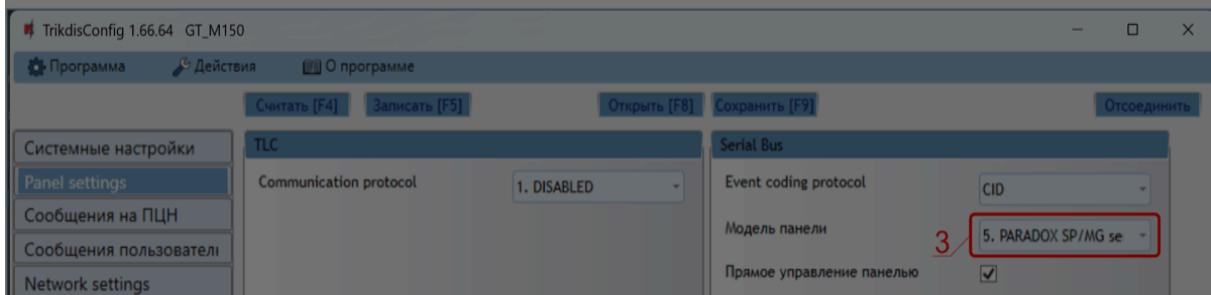 TrikdisConfig 1.66.64 GT_M150
Программа Действия О программе
Считать [F4] Записать [F5] Открыть [F8] Сохранить [F9] Отсоединить
Системные настройки
Panel settings
Сообщения на ПЦН
Сообщения пользователи
Network settings
TLC
Communication protocol 1. DISABLED
Serial Bus
Event coding protocol CID
Модель панели 3 5. PARADOX SP/MG se
Прямое управление панелью